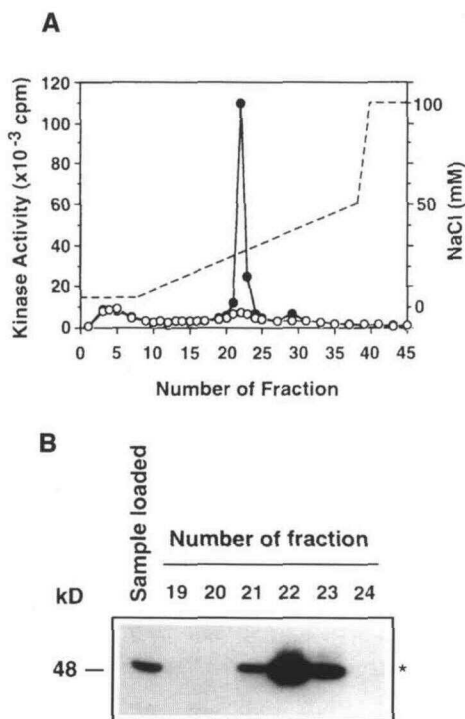 A
Kinase Activity (x10-3 cpm)
120
100
80
60
40
20
0
0 5 10 15 20 25 30 35 40 45
Number of Fraction
100
50
0
NaCl (mM)
B
Sample loaded
Number of fraction
19 20 21 22 23 24
kD
48 — *